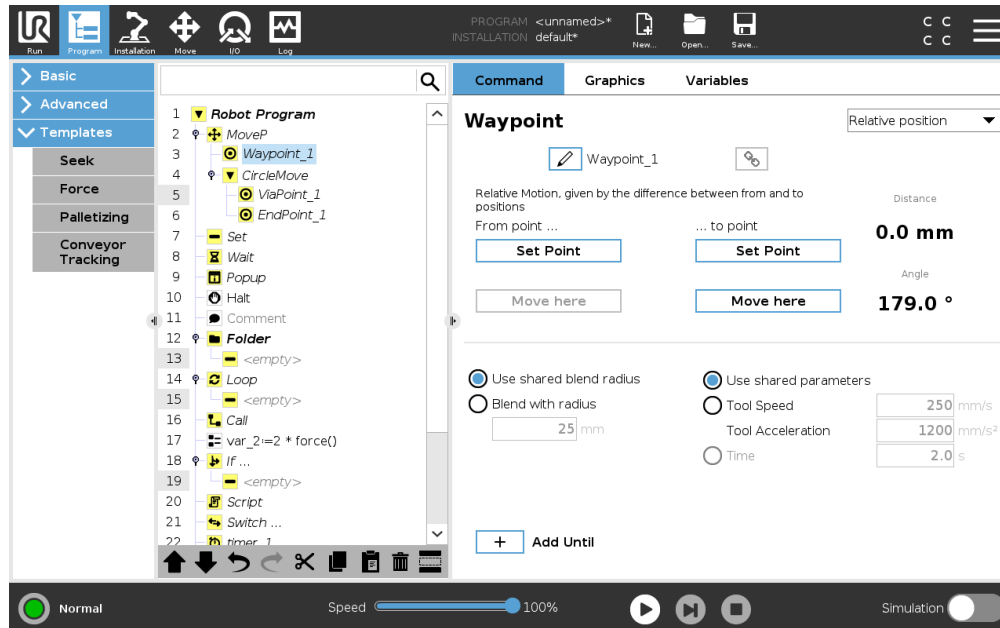 UR
PROGRAM <unnamed>*
INSTALLATION default*
C C
C C
Run Program Installation Move I/O Log New... Open... Save...
Basic
Advanced
Templates
Seek
Force
Palletizing
Conveyor
Tracking
1 Robot Program
2 MoveP
3 Waypoint_1
4 CircleMove
5 ViaPoint_1
6 EndPoint_1
7 Set
8 Wait
9 Popup
10 Halt
11 Comment
12 Folder
13 <empty>
14 Loop
15 <empty>
16 Call
17 var_2:=2 * force()
18 If ...
19 <empty>
20 Script
21 Switch ...
22 timer_1
Command Graphics Variables
Waypoint
Relative position
Waypoint_1
Relative Motion, given by the difference between from and to
positions
From point ...
... to point
Set Point
Set Point
Move here
Move here
Distance
0.0 mm
Angle
179.0 °
Use shared blend radius
Blend with radius
25 mm
Use shared parameters
Tool Speed 250 mm/s
Tool Acceleration 1200 mm/s²
Time 2.0 s
+ Add Until
Normal
Speed 100%
Simulation